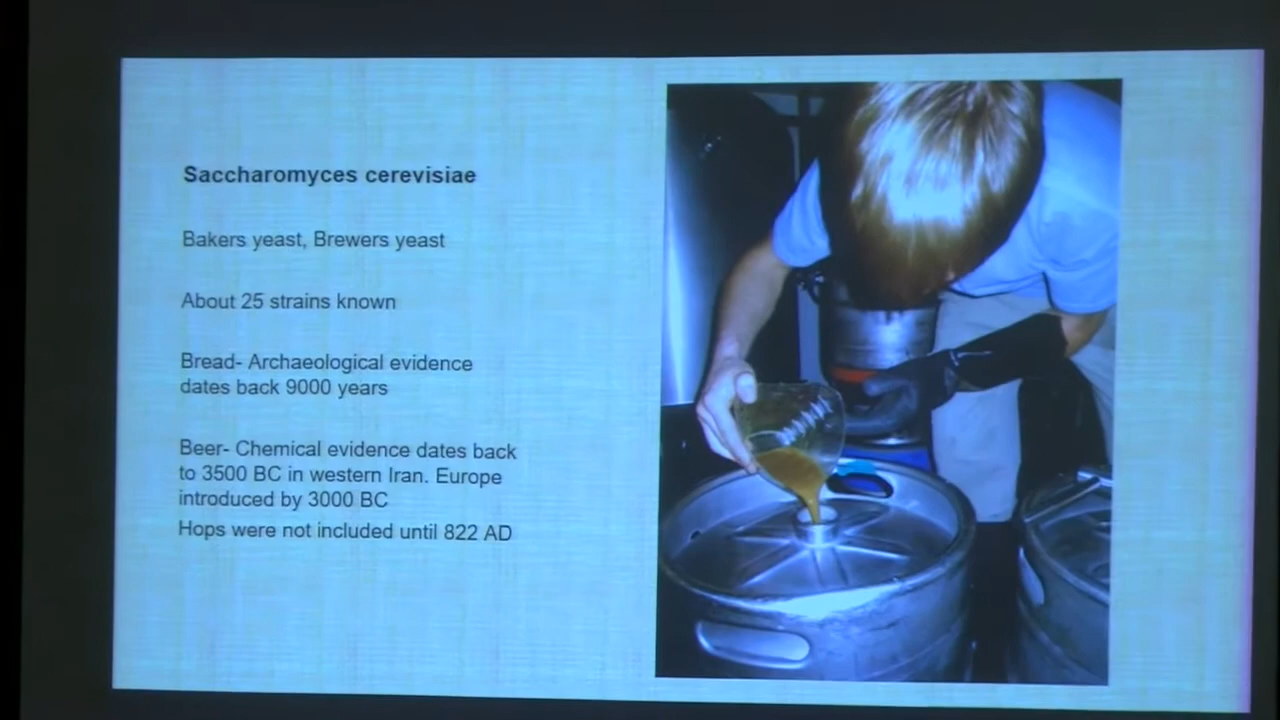 Saccharomyces cerevisiae
Bakers yeast, Brewers yeast
About 25 strains known
Bread- Archaeological evidence
dates back 9000 years
Beer- Chemical evidence dates back
to 3500 BC in western Iran. Europe
introduced by 3000 BC
Hops were not included until 822 AD